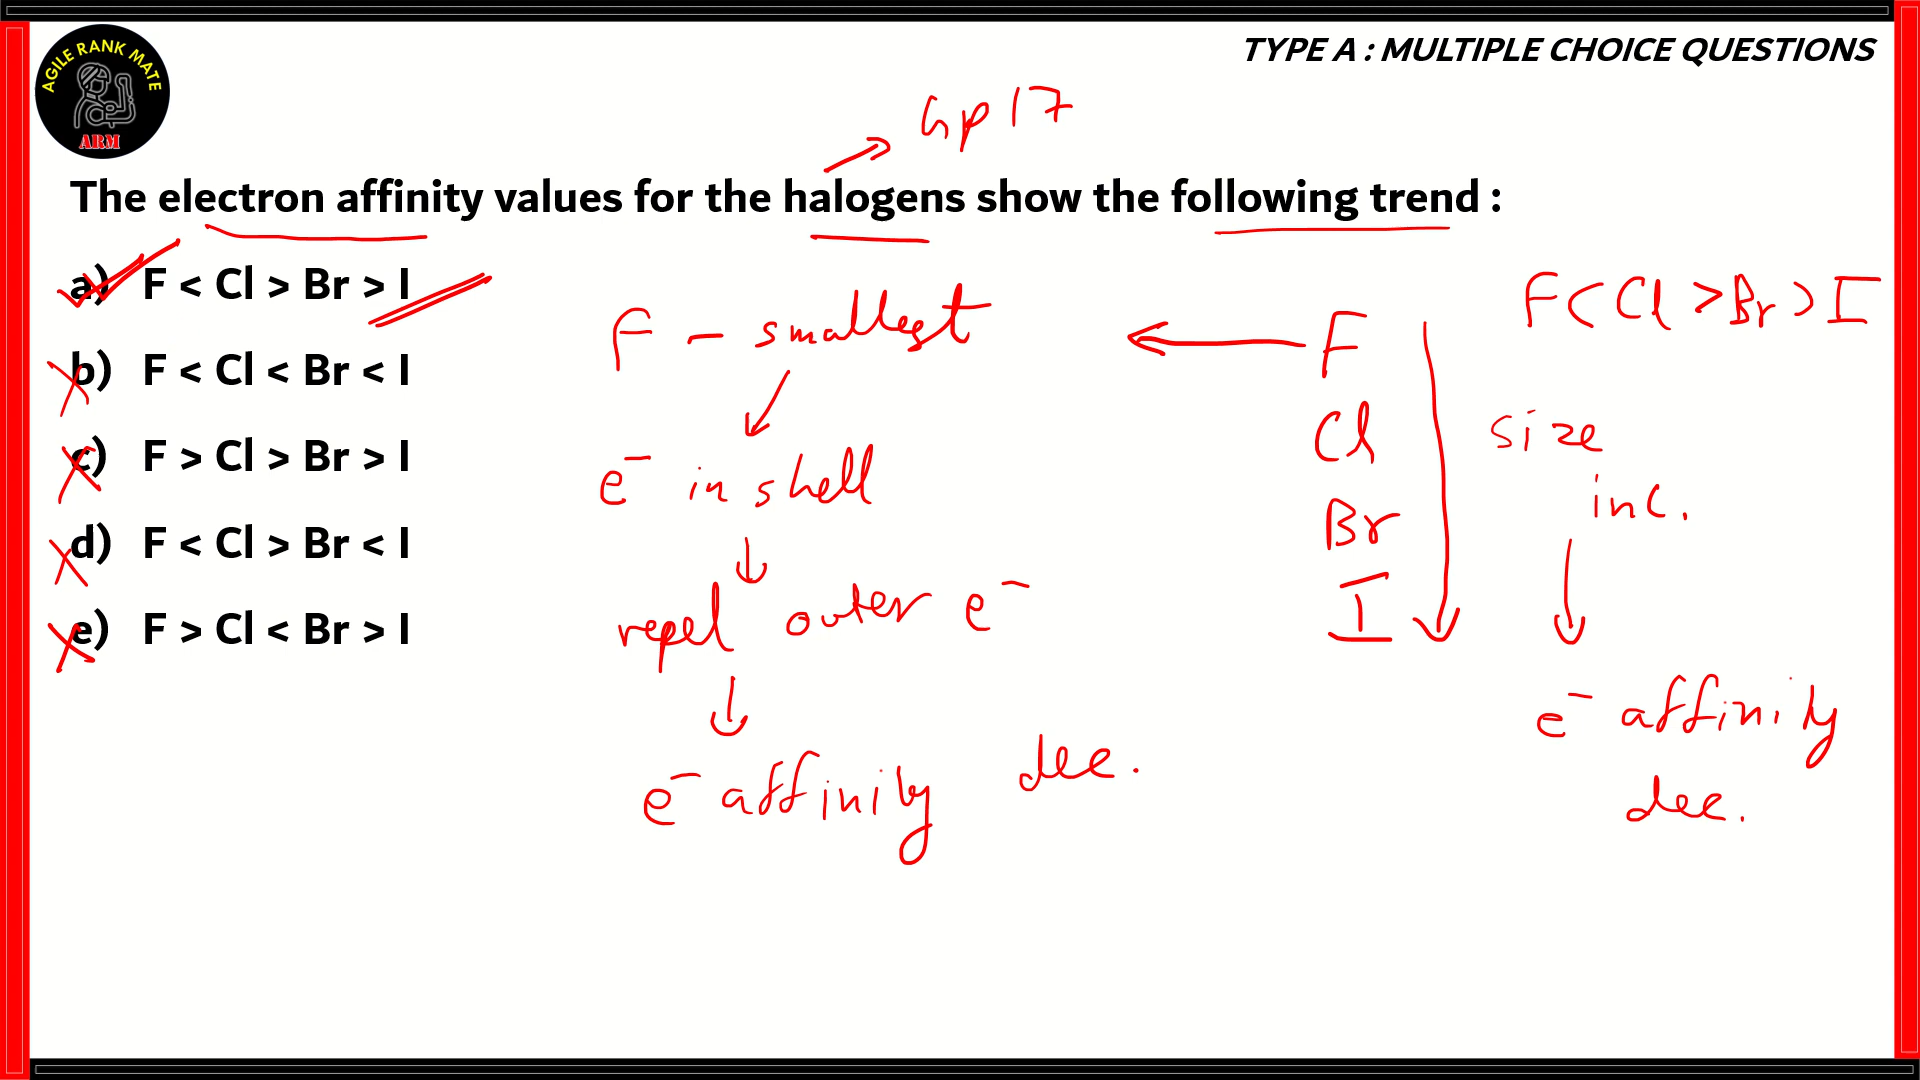 AGILE RANK MATE
ARM
TYPE A : MULTIPLE CHOICE QUESTIONS
Gp 17
The electron affinity values for the halogens show the following trend :
a) F < Cl > Br > I
b) F < Cl < Br < I
c) F > Cl > Br > I
d) F < Cl > Br < I
e) F > Cl < Br > I
F - smallest
e⁻ in shell
repel outer e⁻
e⁻ affinity dec.
F
Cl
Br
I
F < Cl > Br > I
size
inc.
e⁻ affinity
dec.